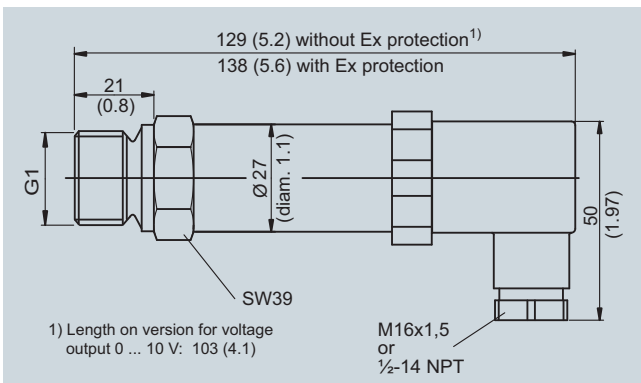 129 (5.2) without Ex protection¹⁾
138 (5.6) with Ex protection
21
(0.8)
G1
Ø 27
(diam. 1.1)
50
(1.97)
SW39
1) Length on version for voltage
output 0 ... 10 V: 103 (4.1)
M16x1,5
or
½-14 NPT